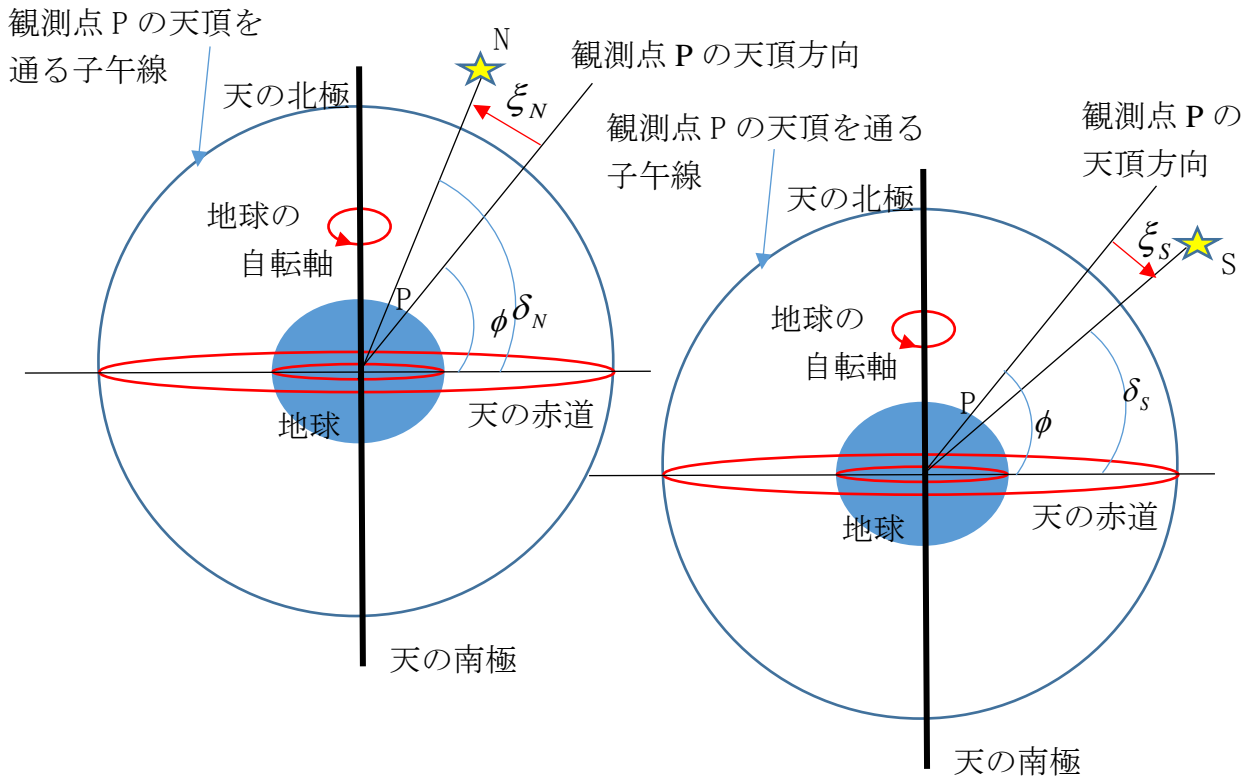 観測点 P の天頂を
通る子午線
N
ξN
観測点 P の天頂方向
天の北極
地球の
自転軸
P
ϕ
δN
地球
天の赤道
天の南極
観測点 P の天頂を通る
子午線
観測点 P の
天頂方向
ξS
S
天の北極
地球の
自転軸
P
ϕ
δS
地球
天の赤道
天の南極